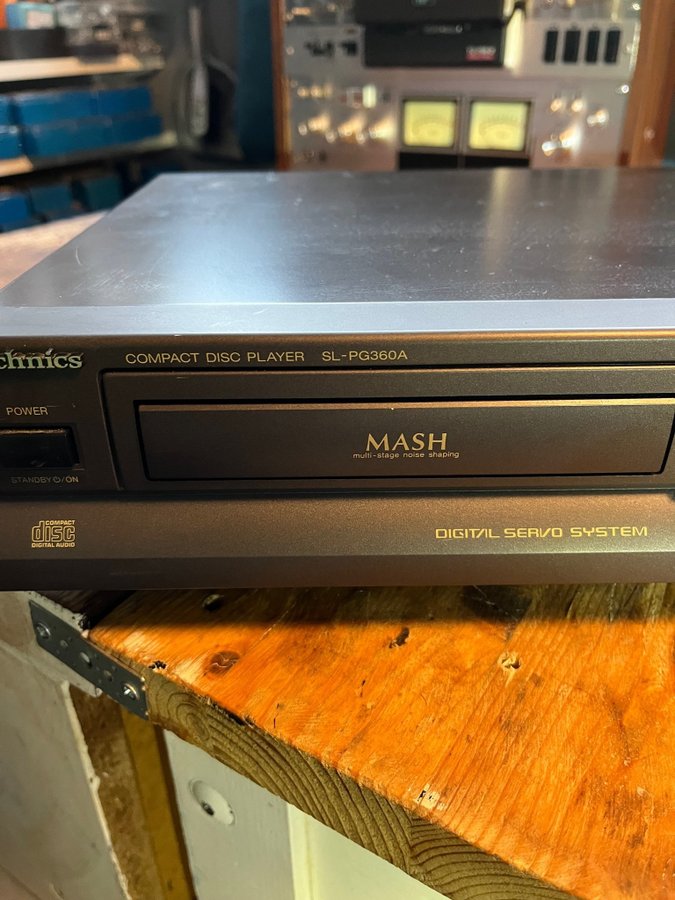 chnics
COMPACT DISC PLAYER SL-PG360A
POWER
MASH
multi-stage noise shaping
STANDBY⏻/ON
COMPACT
disc
DIGITAL AUDIO
DIGITAL SERVO SYSTEM